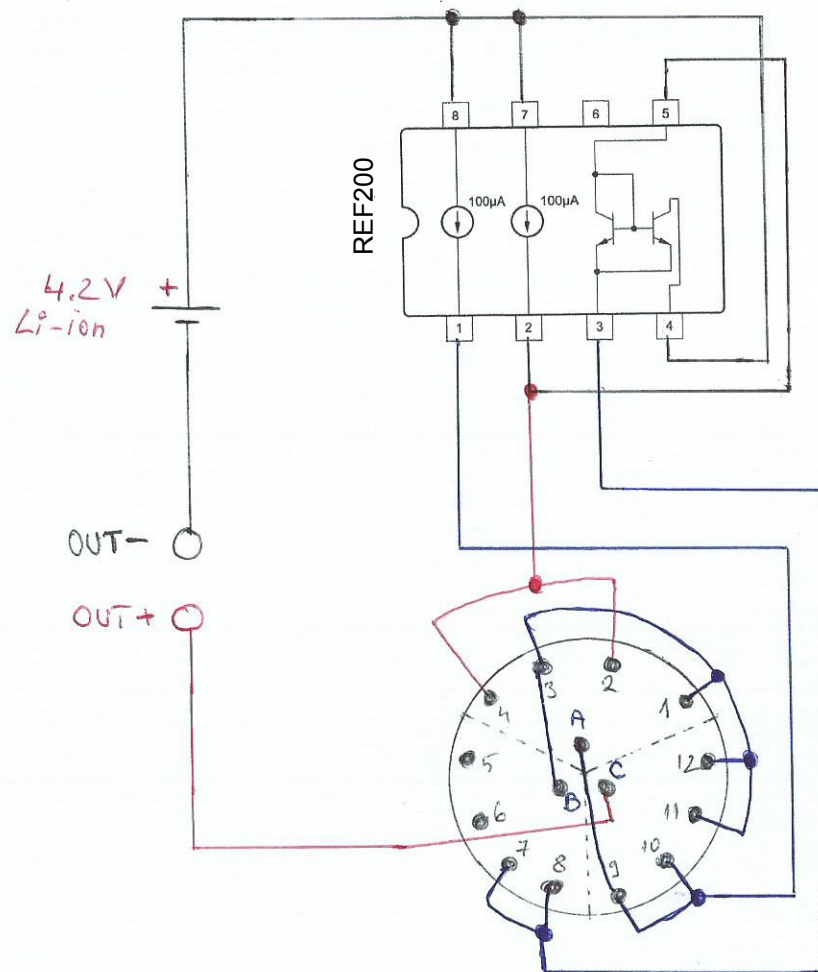 8 7 6 5
REF200
100µA 100µA
4.2V +
Li-ion
1 2 3 4
OUT-
OUT+
3 2
4 A 1
5 C 12
B
6 11
7 8 9 10